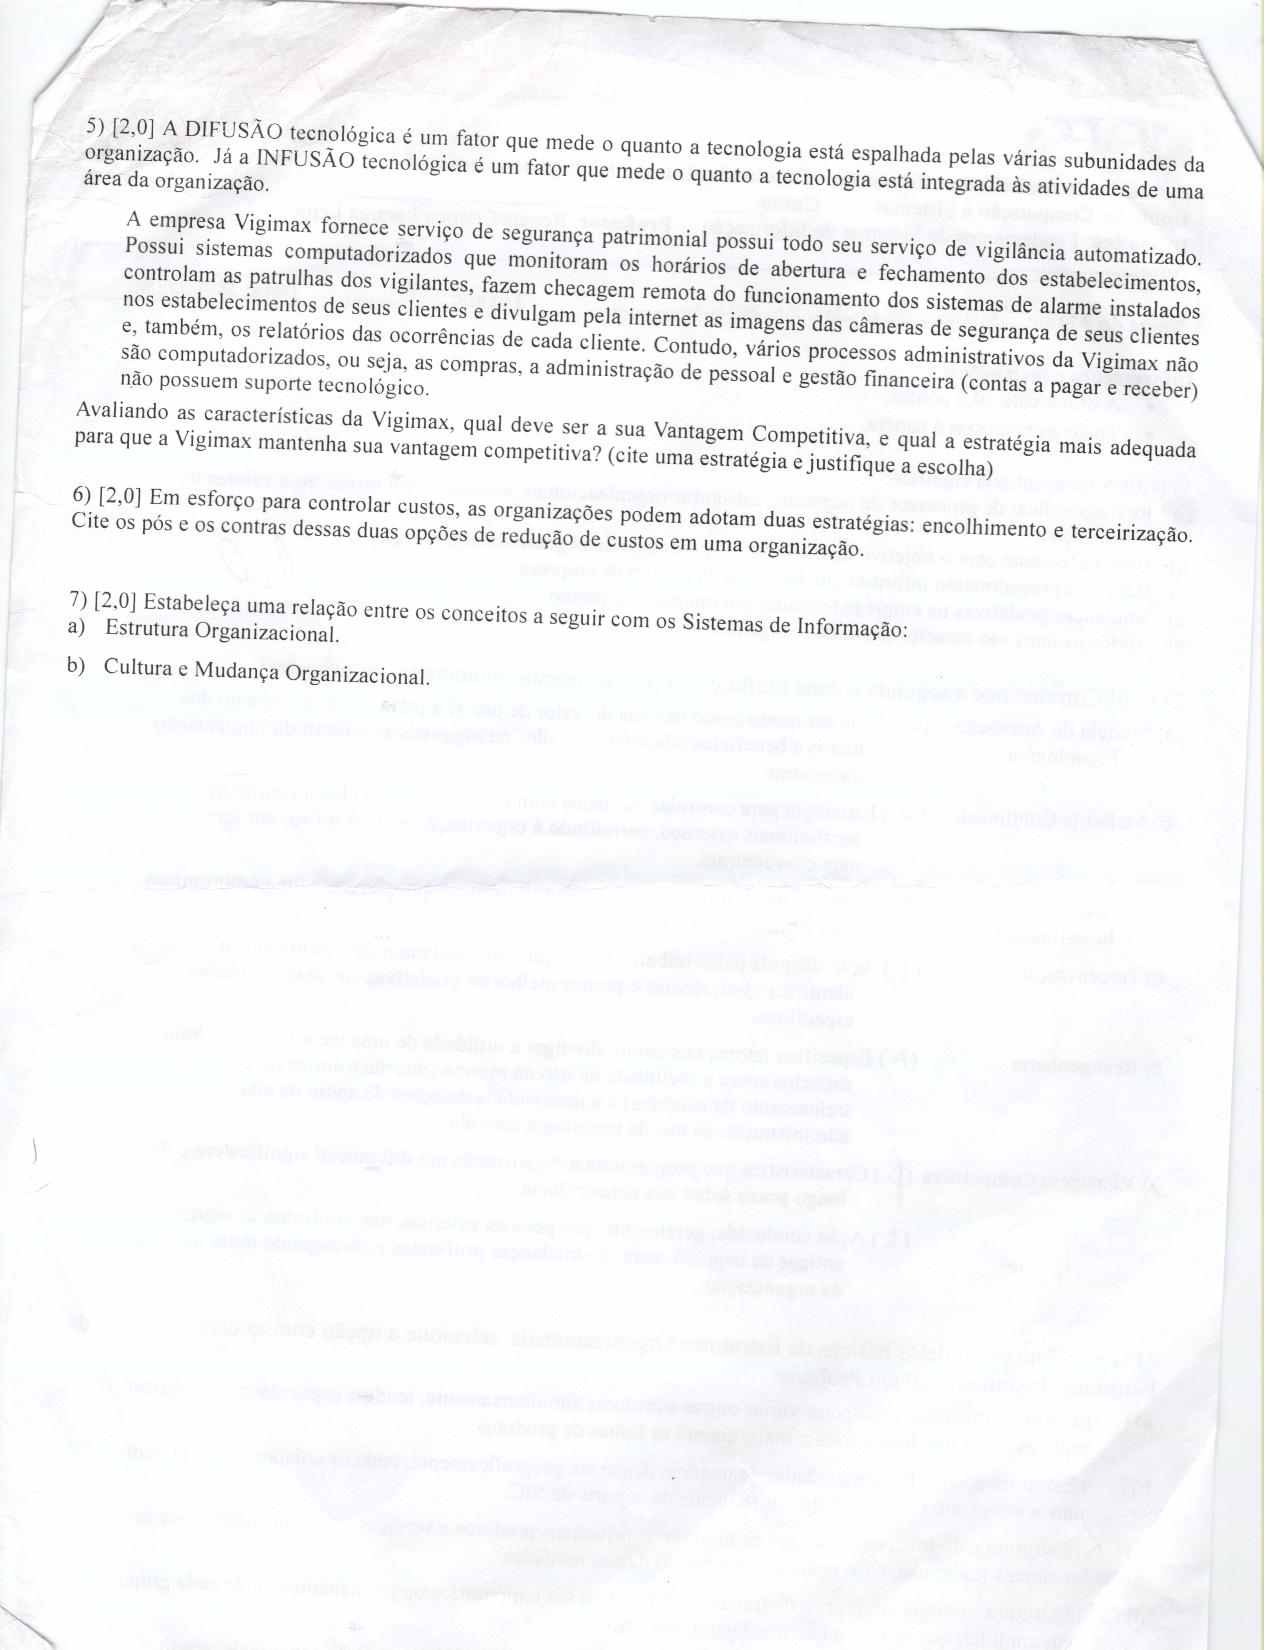 5) [2,0] A DIFUSÃO tecnológica é um fator que mede o quanto a tecnologia está espalhada pelas várias subunidades da
organização. Já a INFUSÃO tecnológica é um fator que mede o quanto a tecnologia está integrada às atividades de uma
área da organização.
A empresa Vigimax fornece serviço de segurança patrimonial possui todo seu serviço de vigilância automatizado.
Possui sistemas computadorizados que monitoram os horários de abertura e fechamento dos estabelecimentos,
controlam as patrulhas dos vigilantes, fazem checagem remota do funcionamento dos sistemas de alarme instalados
nos estabelecimentos de seus clientes e divulgam pela internet as imagens das câmeras de segurança de seus clientes
e, também, os relatórios das ocorrências de cada cliente. Contudo, vários processos administrativos da Vigimax não
são computadorizados, ou seja, as compras, a administração de pessoal e gestão financeira (contas a pagar e receber)
não possuem suporte tecnológico.
Avaliando as características da Vigimax, qual deve ser a sua Vantagem Competitiva, e qual a estratégia mais adequada
para que a Vigimax mantenha sua vantagem competitiva? (cite uma estratégia e justifique a escolha)
6) [2,0] Em esforço para controlar custos, as organizações podem adotam duas estratégias: encolhimento e terceirização.
Cite os pós e os contras dessas duas opções de redução de custos em uma organização.
7) [2,0] Estabeleça uma relação entre os conceitos a seguir com os Sistemas de Informação:
a) Estrutura Organizacional.
b) Cultura e Mudança Organizacional.